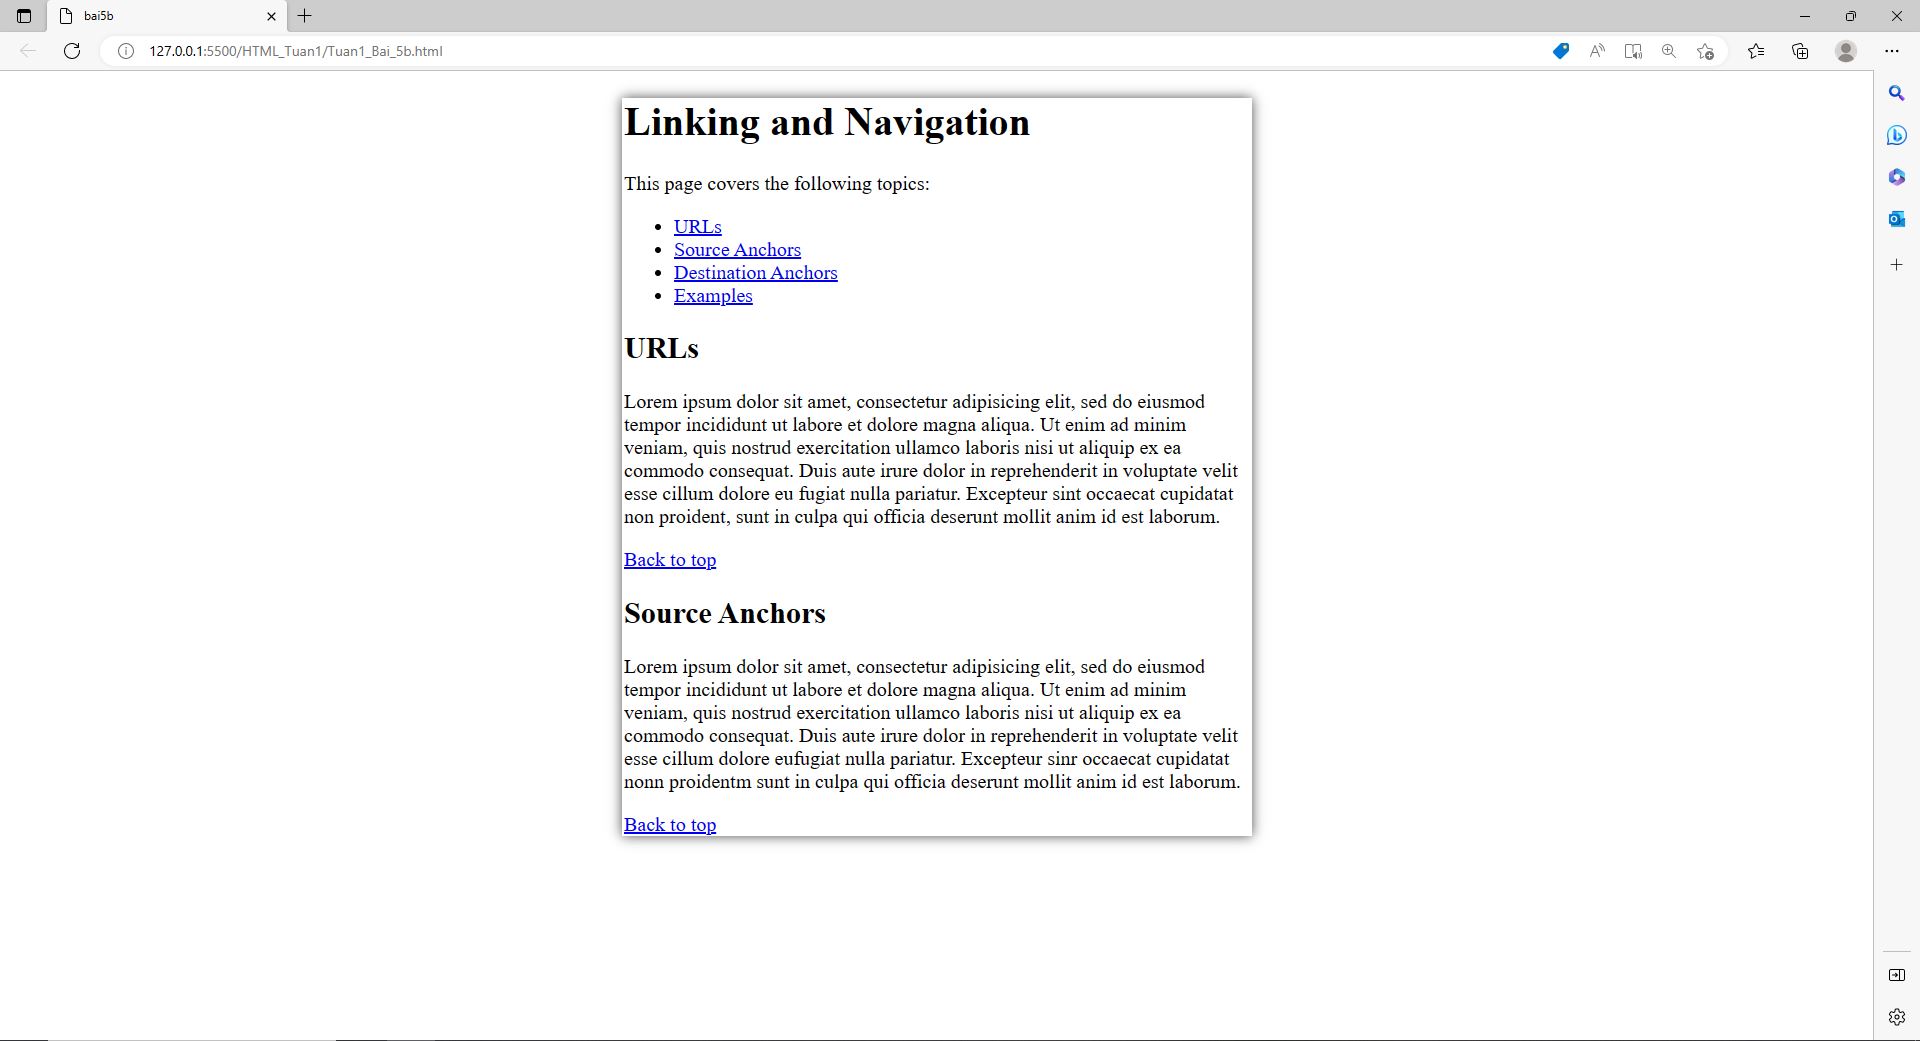 bai5b
127.0.0.1:5500/HTML_Tuan1/Tuan1_Bai_5b.html
Linking and Navigation
This page covers the following topics:
URLs
Source Anchors
Destination Anchors
Examples
URLs
Lorem ipsum dolor sit amet, consectetur adipisicing elit, sed do eiusmod
tempor incididunt ut labore et dolore magna aliqua. Ut enim ad minim
veniam, quis nostrud exercitation ullamco laboris nisi ut aliquip ex ea
commodo consequat. Duis aute irure dolor in reprehenderit in voluptate velit
esse cillum dolore eu fugiat nulla pariatur. Excepteur sint occaecat cupidatat
non proident, sunt in culpa qui officia deserunt mollit anim id est laborum.
Back to top
Source Anchors
Lorem ipsum dolor sit amet, consectetur adipisicing elit, sed do eiusmod
tempor incididunt ut labore et dolore magna aliqua. Ut enim ad minim
veniam, quis nostrud exercitation ullamco laboris nisi ut aliquip ex ea
commodo consequat. Duis aute irure dolor in reprehenderit in voluptate velit
esse cillum dolore eufugiat nulla pariatur. Excepteur sinr occaecat cupidatat
nonn proidentm sunt in culpa qui officia deserunt mollit anim id est laborum.
Back to top